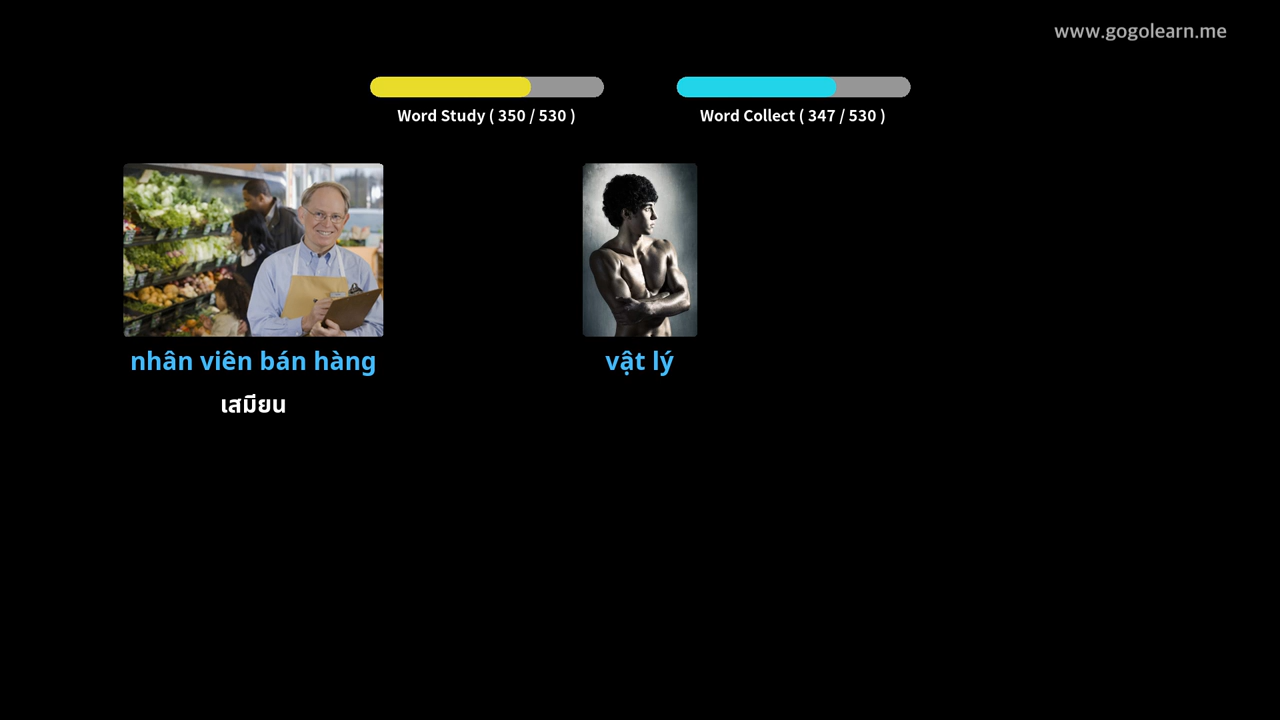 www.gogolearn.me
Word Study ( 350 / 530 )
Word Collect ( 347 / 530 )
nhân viên bán hàng
vật lý
เสมียน